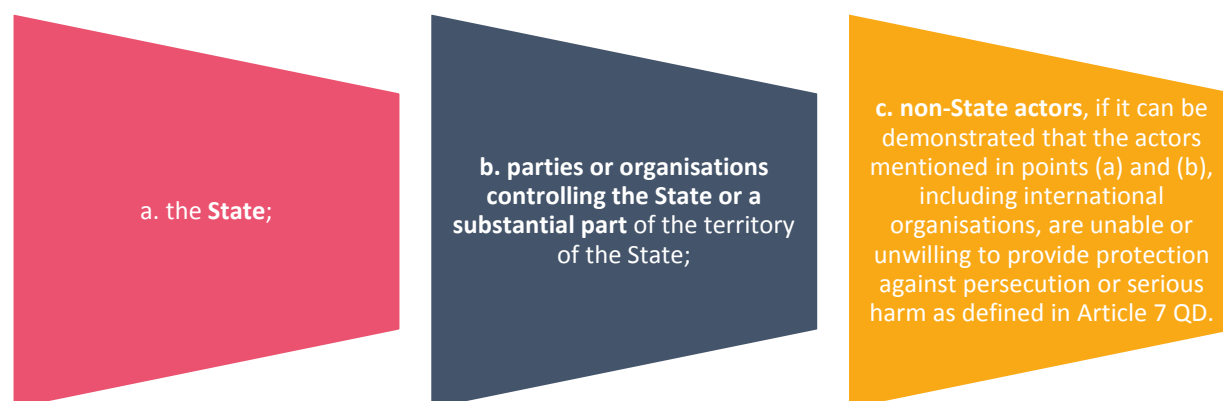 a. the State;
b. parties or organisations
controlling the State or a
substantial part of the territory
of the State;
c. non-State actors, if it can be
demonstrated that the actors
mentioned in points (a) and (b),
including international
organisations, are unable or
unwilling to provide protection
against persecution or serious
harm as defined in Article 7 QD.